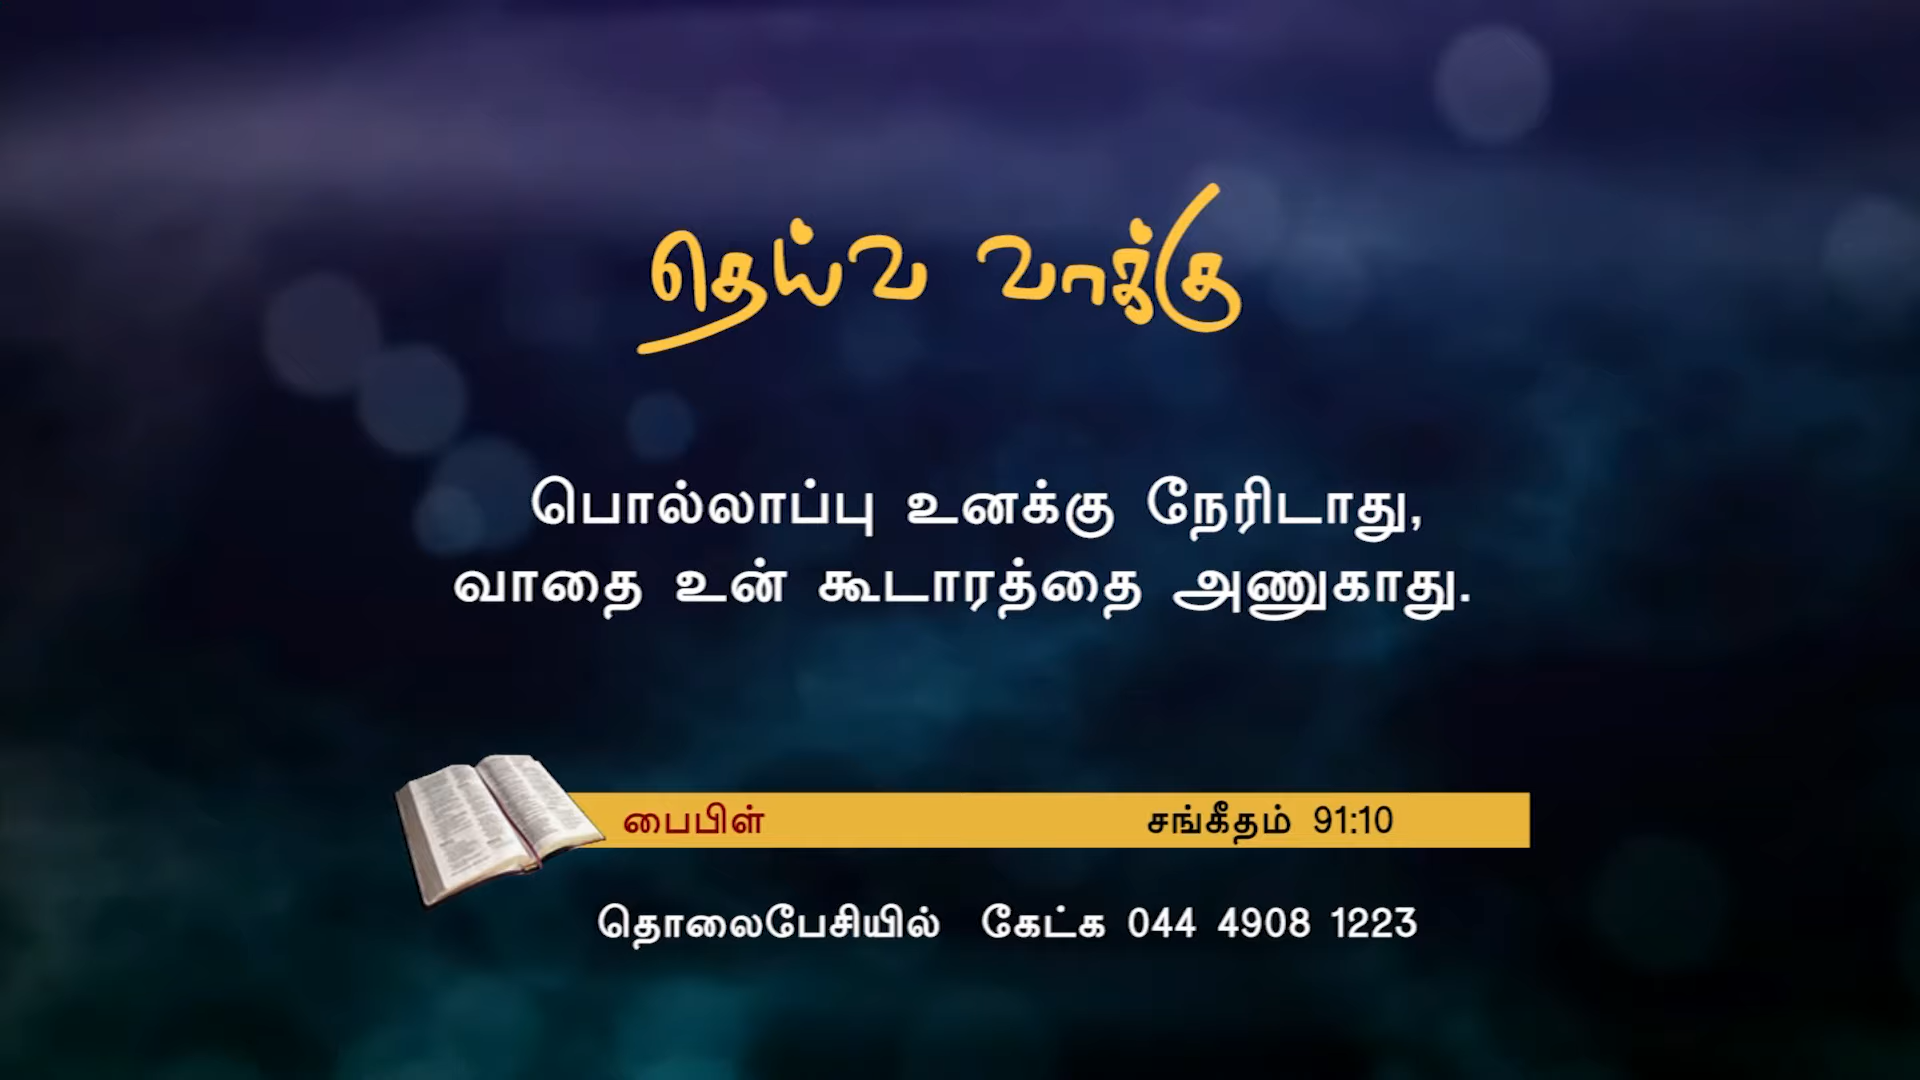 தெய்வ வாக்கு
பொல்லாப்பு உனக்கு நேரிடாது,
வாதை உன் கூடாரத்தை அணுகாது.
பைபிள் சங்கீதம் 91:10
தொலைபேசியில் கேட்க 044 4908 1223